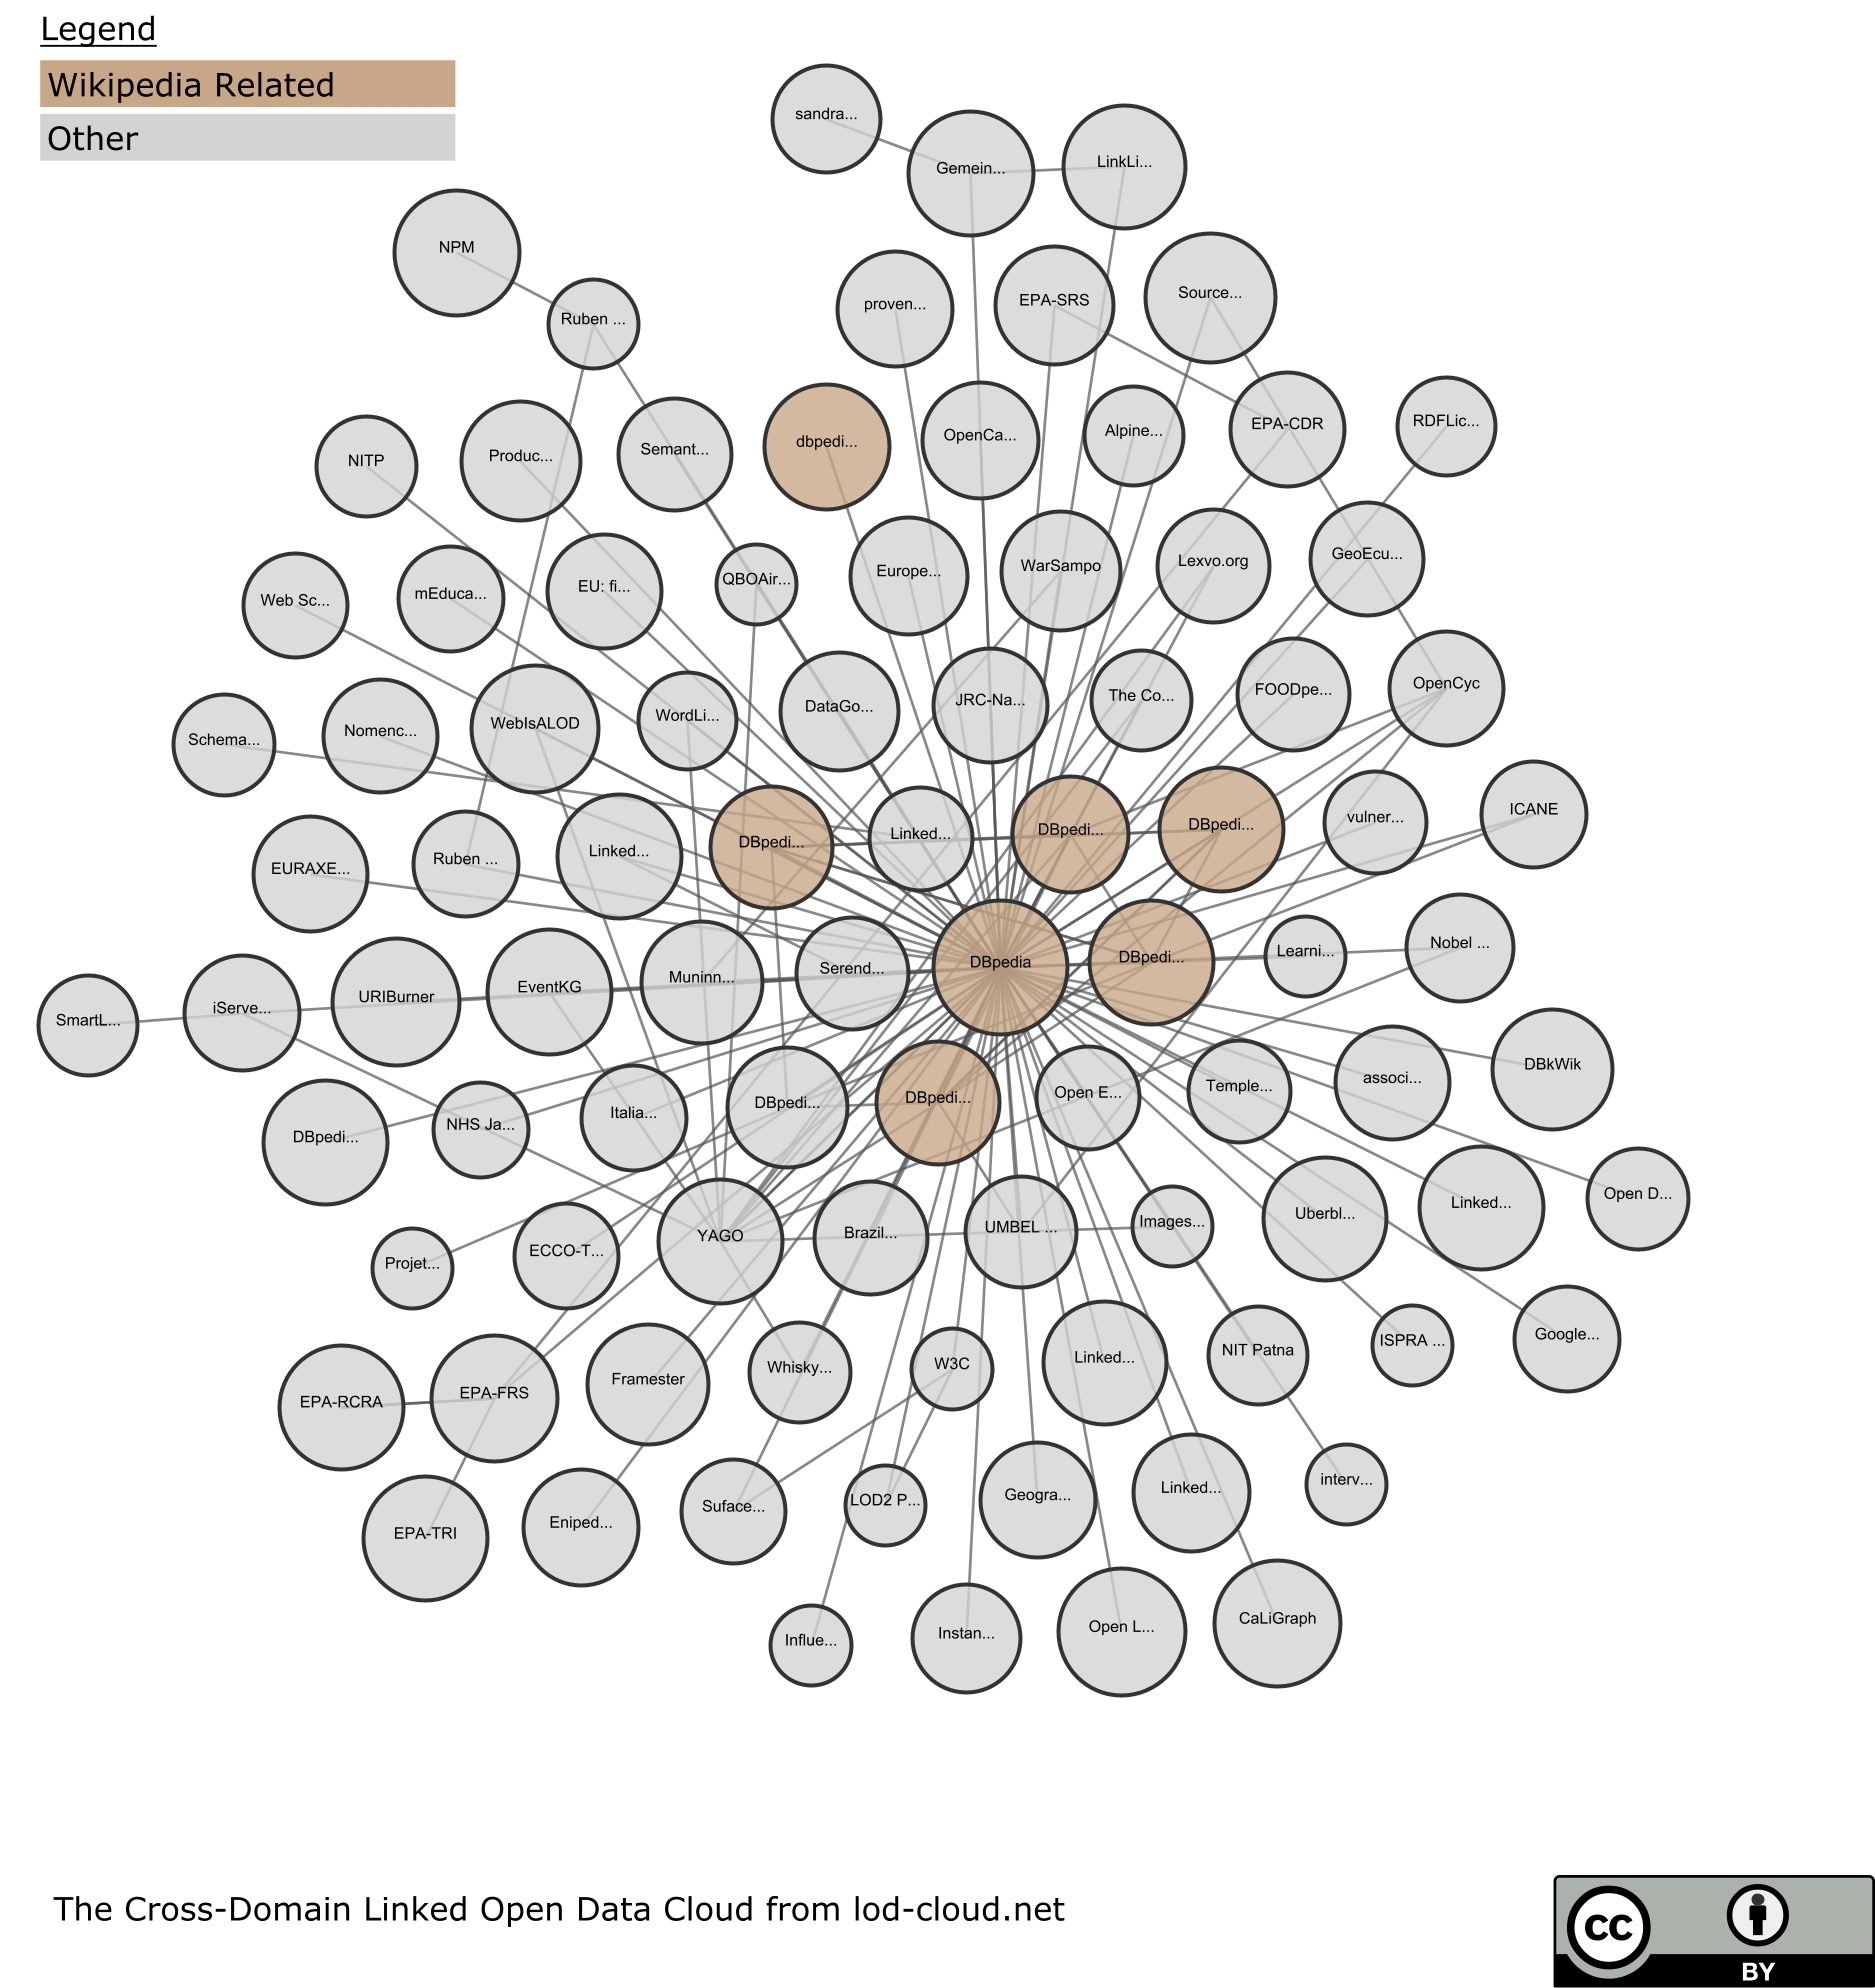 Legend
Wikipedia Related
Other
sandra...
Gemein...
LinkLi...
NPM
Ruben ...
proven...
EPA-SRS
Source...
NITP
Produc...
Semant...
dbpedi...
OpenCa...
Alpine...
EPA-CDR
RDFLic...
Web Sc...
mEduca...
EU: fi...
QBOAir...
Europe...
WarSampo
Lexvo.org
GeoEcu...
Schema...
Nomenc...
WebIsALOD
WordLi...
DataGo...
JRC-Na...
The Co...
FOODpe...
OpenCyc
EURAXE...
Ruben ...
Linked...
DBpedi...
Linked...
DBpedi...
DBpedi...
vulner...
ICANE
SmartL...
iServe...
URIBurner
EventKG
Muninn...
Serend...
DBpedia
DBpedi...
Learni...
Nobel ...
DBpedi...
NHS Ja...
Italia...
DBpedi...
DBpedi...
Open E...
Temple...
associ...
DBkWik
Projet...
ECCO-T...
YAGO
Brazil...
UMBEL ...
Images...
Uberbl...
Linked...
Open D...
EPA-RCRA
EPA-FRS
Framester
Whisky...
W3C
Linked...
NIT Patna
ISPRA ...
Google...
EPA-TRI
Eniped...
Suface...
LOD2 P...
Geogra...
Linked...
interv...
Influe...
Instan...
Open L...
CaLiGraph
The Cross-Domain Linked Open Data Cloud from lod-cloud.net
cc
BY